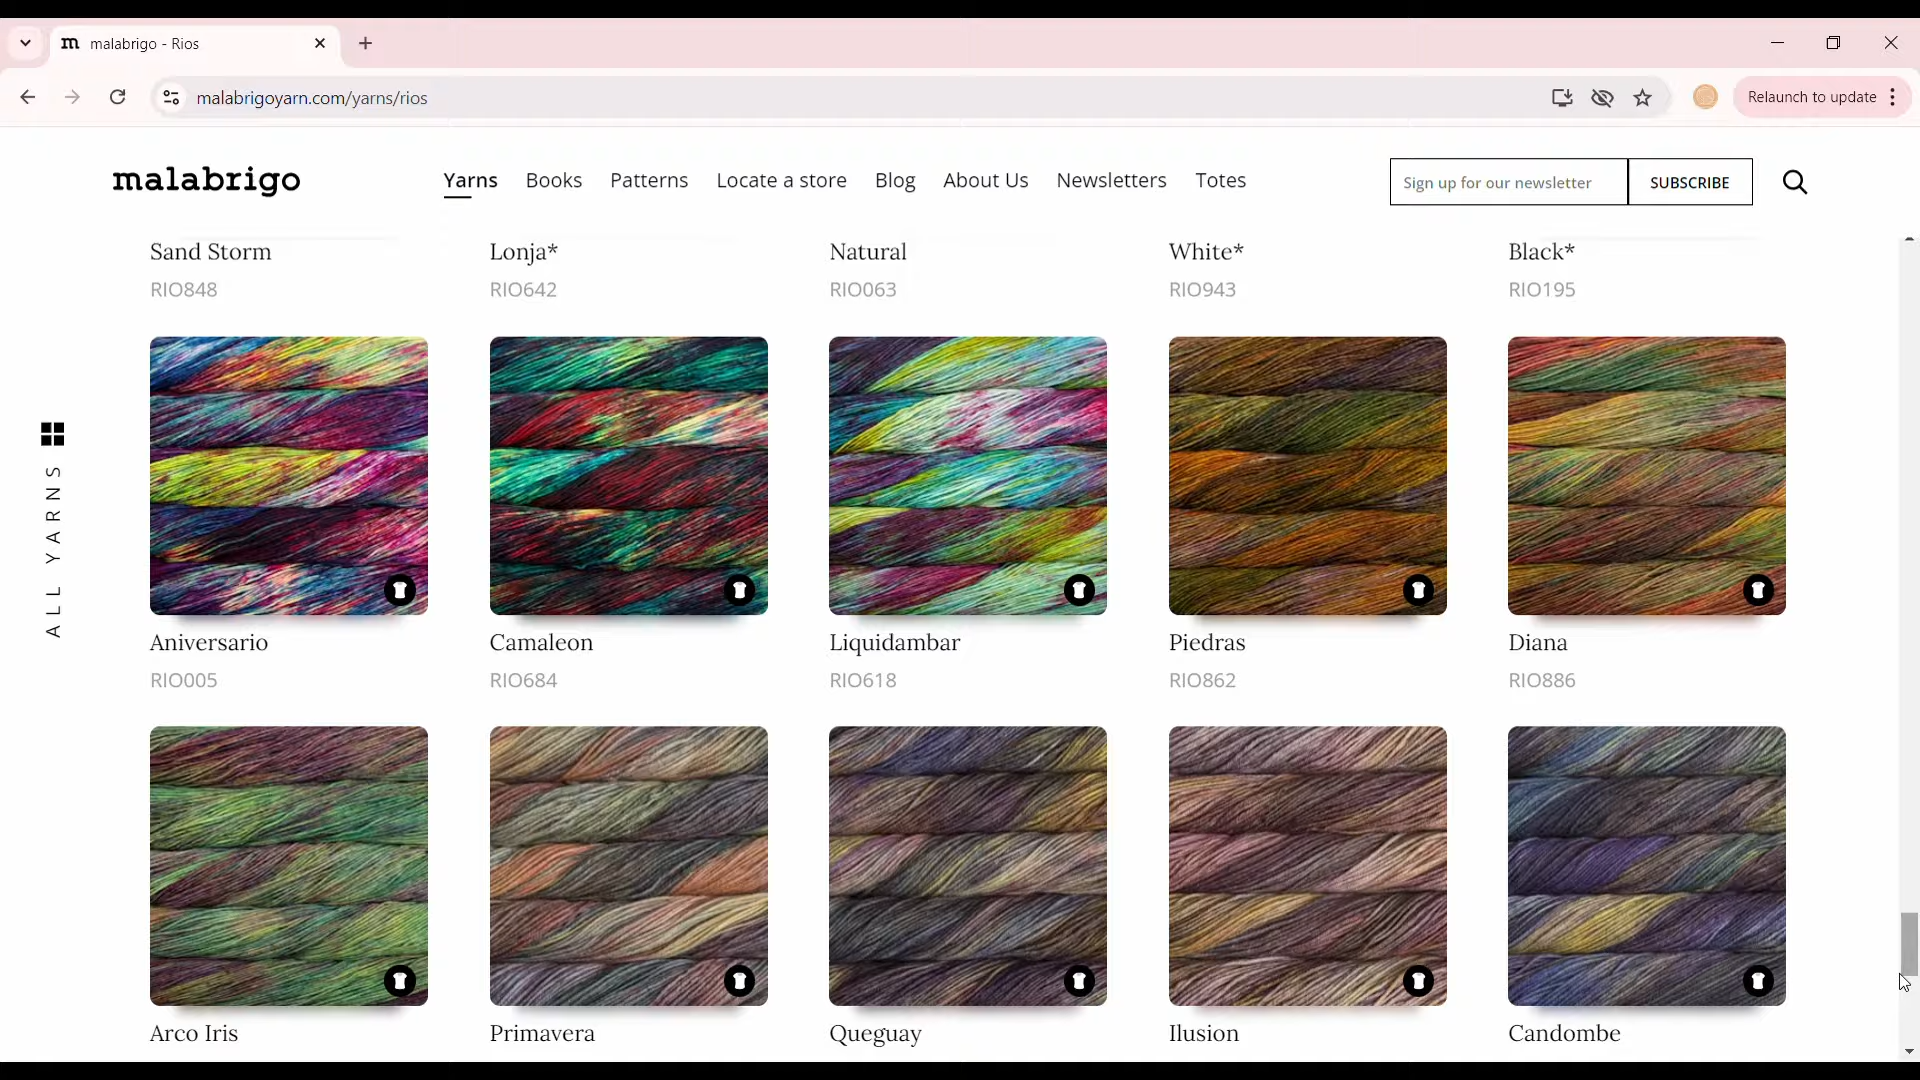 malabrigo - Rios
malabrigoyarn.com/yarns/rios
Relaunch to update
malabrigo
Yarns Books Patterns Locate a store Blog About Us Newsletters Totes
Sign up for our newsletter SUBSCRIBE
ALL YARNS
Sand Storm Lonja* Natural White* Black*
RIO848 RIO642 RIO063 RIO943 RIO195
Aniversario Camaleon Liquidambar Piedras Diana
RIO005 RIO684 RIO618 RIO862 RIO886
Arco Iris Primavera Queguay Ilusion Candombe